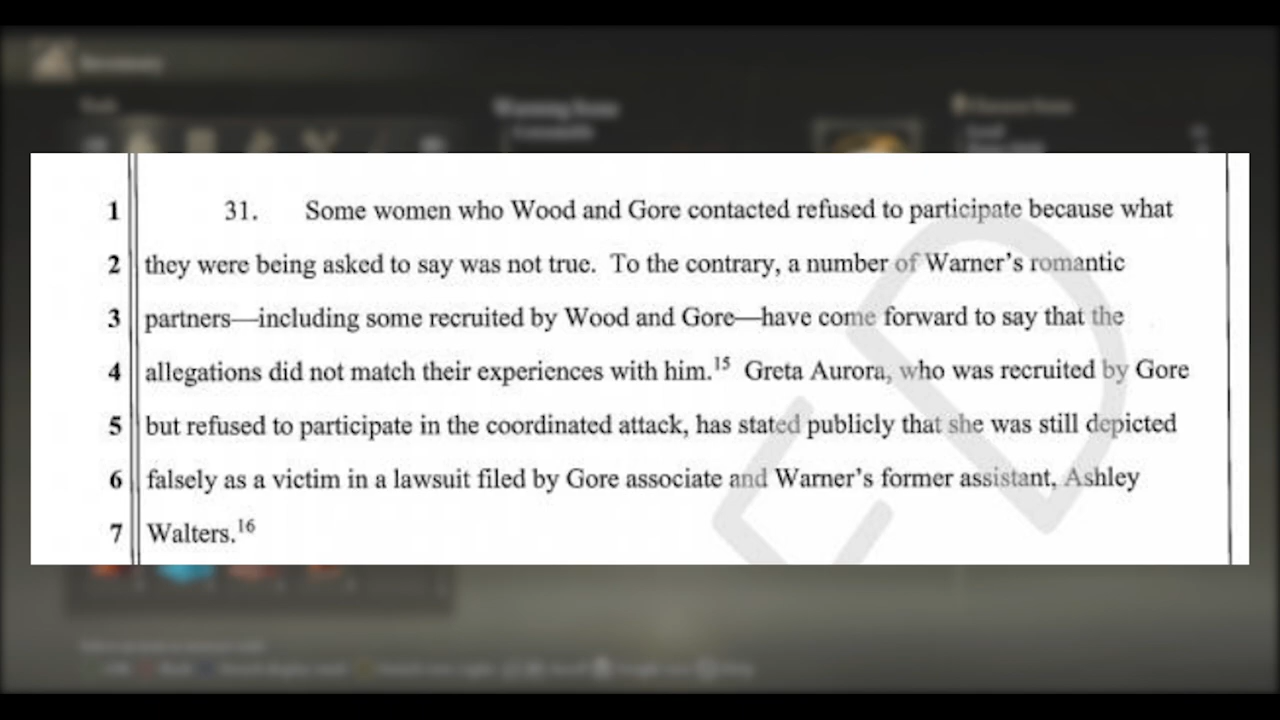 Inventory
1 31. Some women who Wood and Gore contacted refused to participate because what
2 they were being asked to say was not true. To the contrary, a number of Warner’s romantic
3 partners—including some recruited by Wood and Gore—have come forward to say that the
4 allegations did not match their experiences with him.15 Greta Aurora, who was recruited by Gore
5 but refused to participate in the coordinated attack, has stated publicly that she was still depicted
6 falsely as a victim in a lawsuit filed by Gore associate and Warner’s former assistant, Ashley
7 Walters.16